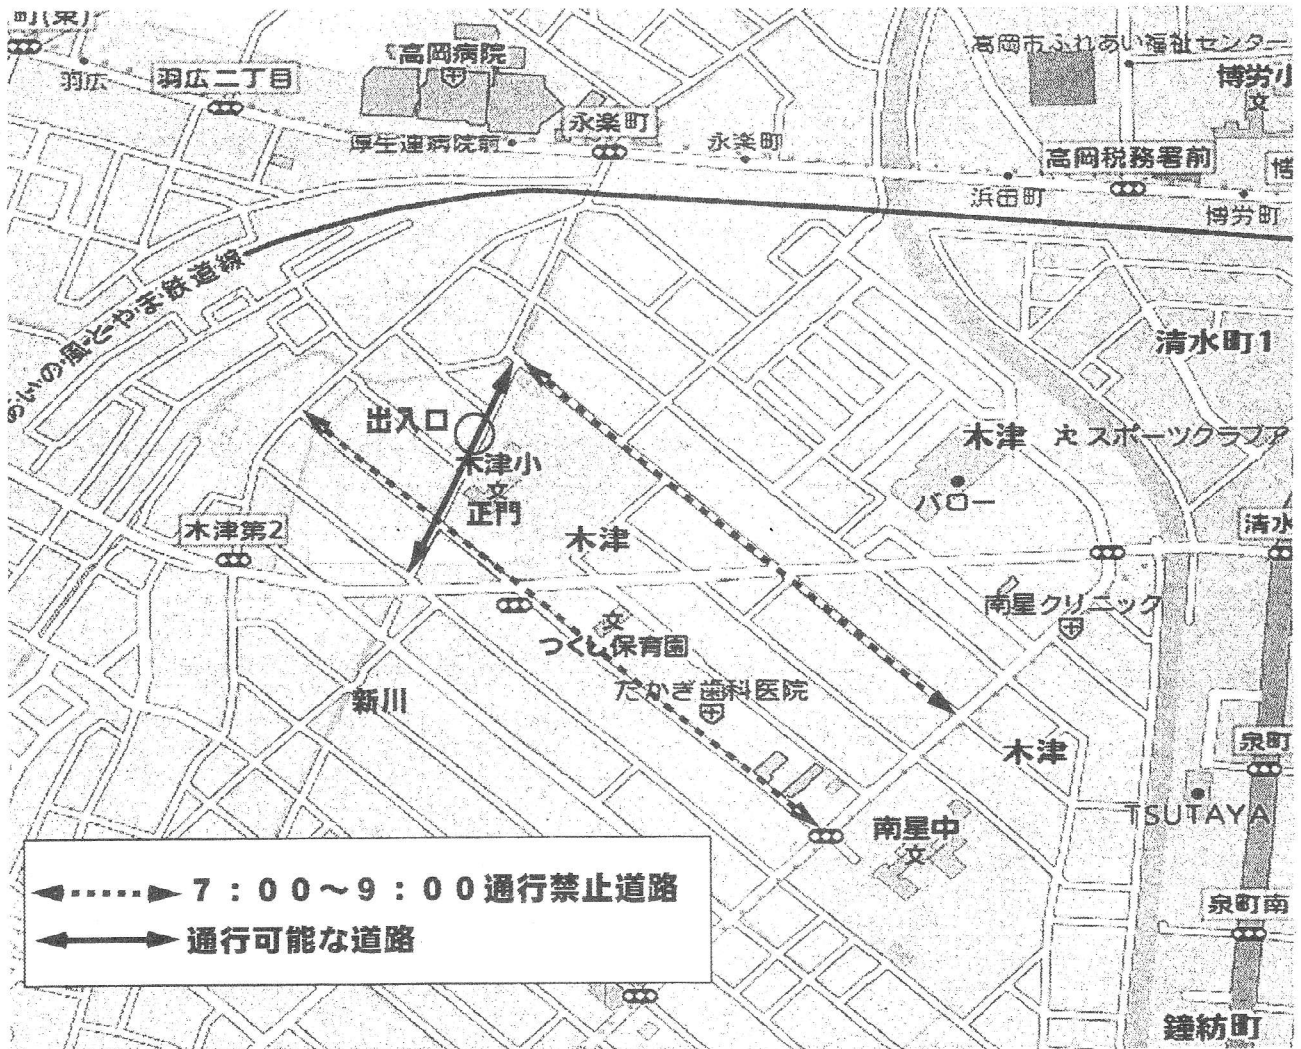 町(東)
羽広
羽広二丁目
高岡病院
厚生連病院前
永楽町
永楽町
高岡市ふれあい福祉センター
博労小
文
高岡税務署前
博
浜田町
博労町
あいの風とやま鉄道線
清水町1
出入口
木津小
文
正門
木津
木津
スポーツクラブア
バロー
清水
木津第2
南星クリニック
文
つくし保育園
たかぎ歯科医院
新川
木津
泉町
TSUTAYA
南星中
文
泉町南
鐘紡町
7:00~9:00通行禁止道路
通行可能な道路